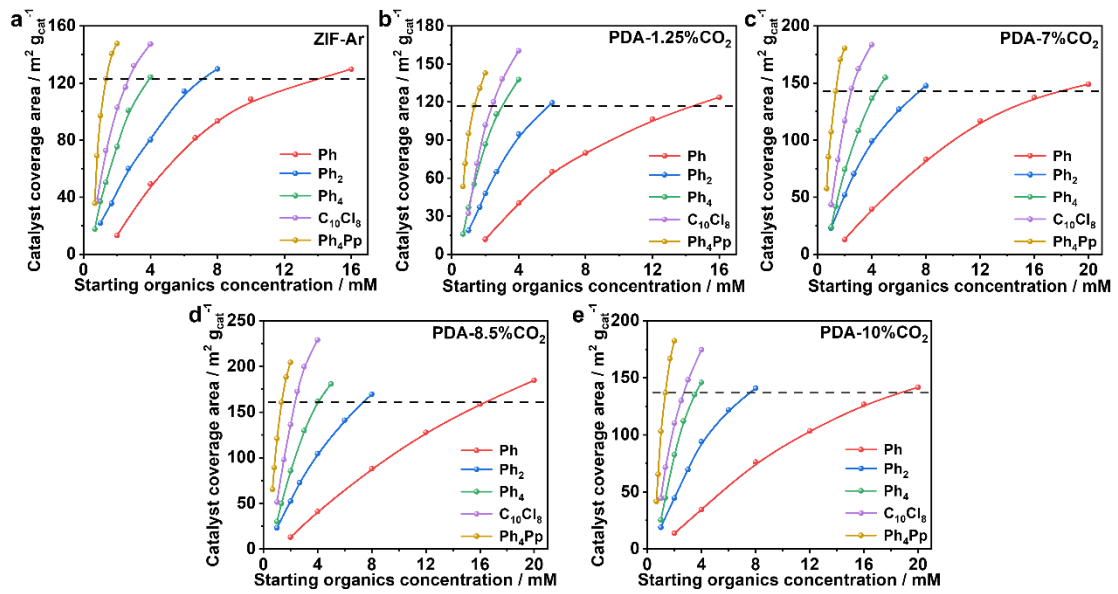 a
ZIF-Ar
Catalyst coverage area / m² g_cat⁻¹
160
120
80
40
0
0 4 8 12 16
Starting organics concentration / mM
Ph
Ph₂
Ph₄
C₁₀Cl₈
Ph₄Pp
b
PDA-1.25%CO₂
Catalyst coverage area / m² g_cat⁻¹
180
150
120
90
60
30
0
0 4 8 12 16
Starting organics concentration / mM
Ph
Ph₂
Ph₄
C₁₀Cl₈
Ph₄Pp
c
PDA-7%CO₂
Catalyst coverage area / m² g_cat⁻¹
200
150
100
50
0
0 4 8 12 16 20
Starting organics concentration / mM
Ph
Ph₂
Ph₄
C₁₀Cl₈
Ph₄Pp
d
PDA-8.5%CO₂
Catalyst coverage area / m² g_cat⁻¹
250
200
150
100
50
0
0 4 8 12 16 20
Starting organics concentration / mM
Ph
Ph₂
Ph₄
C₁₀Cl₈
Ph₄Pp
e
PDA-10%CO₂
Catalyst coverage area / m² g_cat⁻¹
200
150
100
50
0
0 4 8 12 16 20
Starting organics concentration / mM
Ph
Ph₂
Ph₄
C₁₀Cl₈
Ph₄Pp